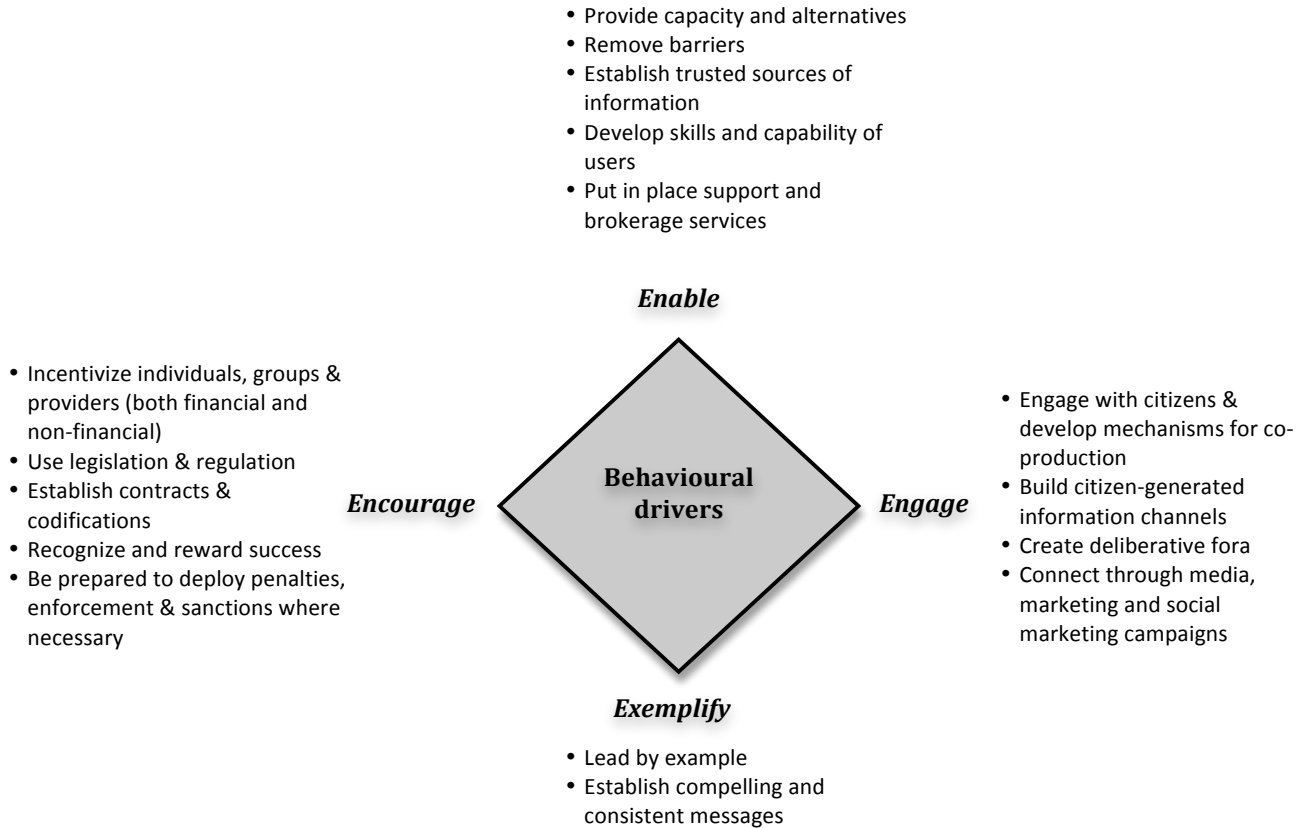 • Provide capacity and alternatives
• Remove barriers
• Establish trusted sources of
information
• Develop skills and capability of
users
• Put in place support and
brokerage services
Enable
• Incentivize individuals, groups &
providers (both financial and
non-financial)
• Use legislation & regulation
• Establish contracts &
codifications
• Recognize and reward success
• Be prepared to deploy penalties,
enforcement & sanctions where
necessary
Encourage
Behavioural
drivers
Engage
• Engage with citizens &
develop mechanisms for co-
production
• Build citizen-generated
information channels
• Create deliberative fora
• Connect through media,
marketing and social
marketing campaigns
Exemplify
• Lead by example
• Establish compelling and
consistent messages